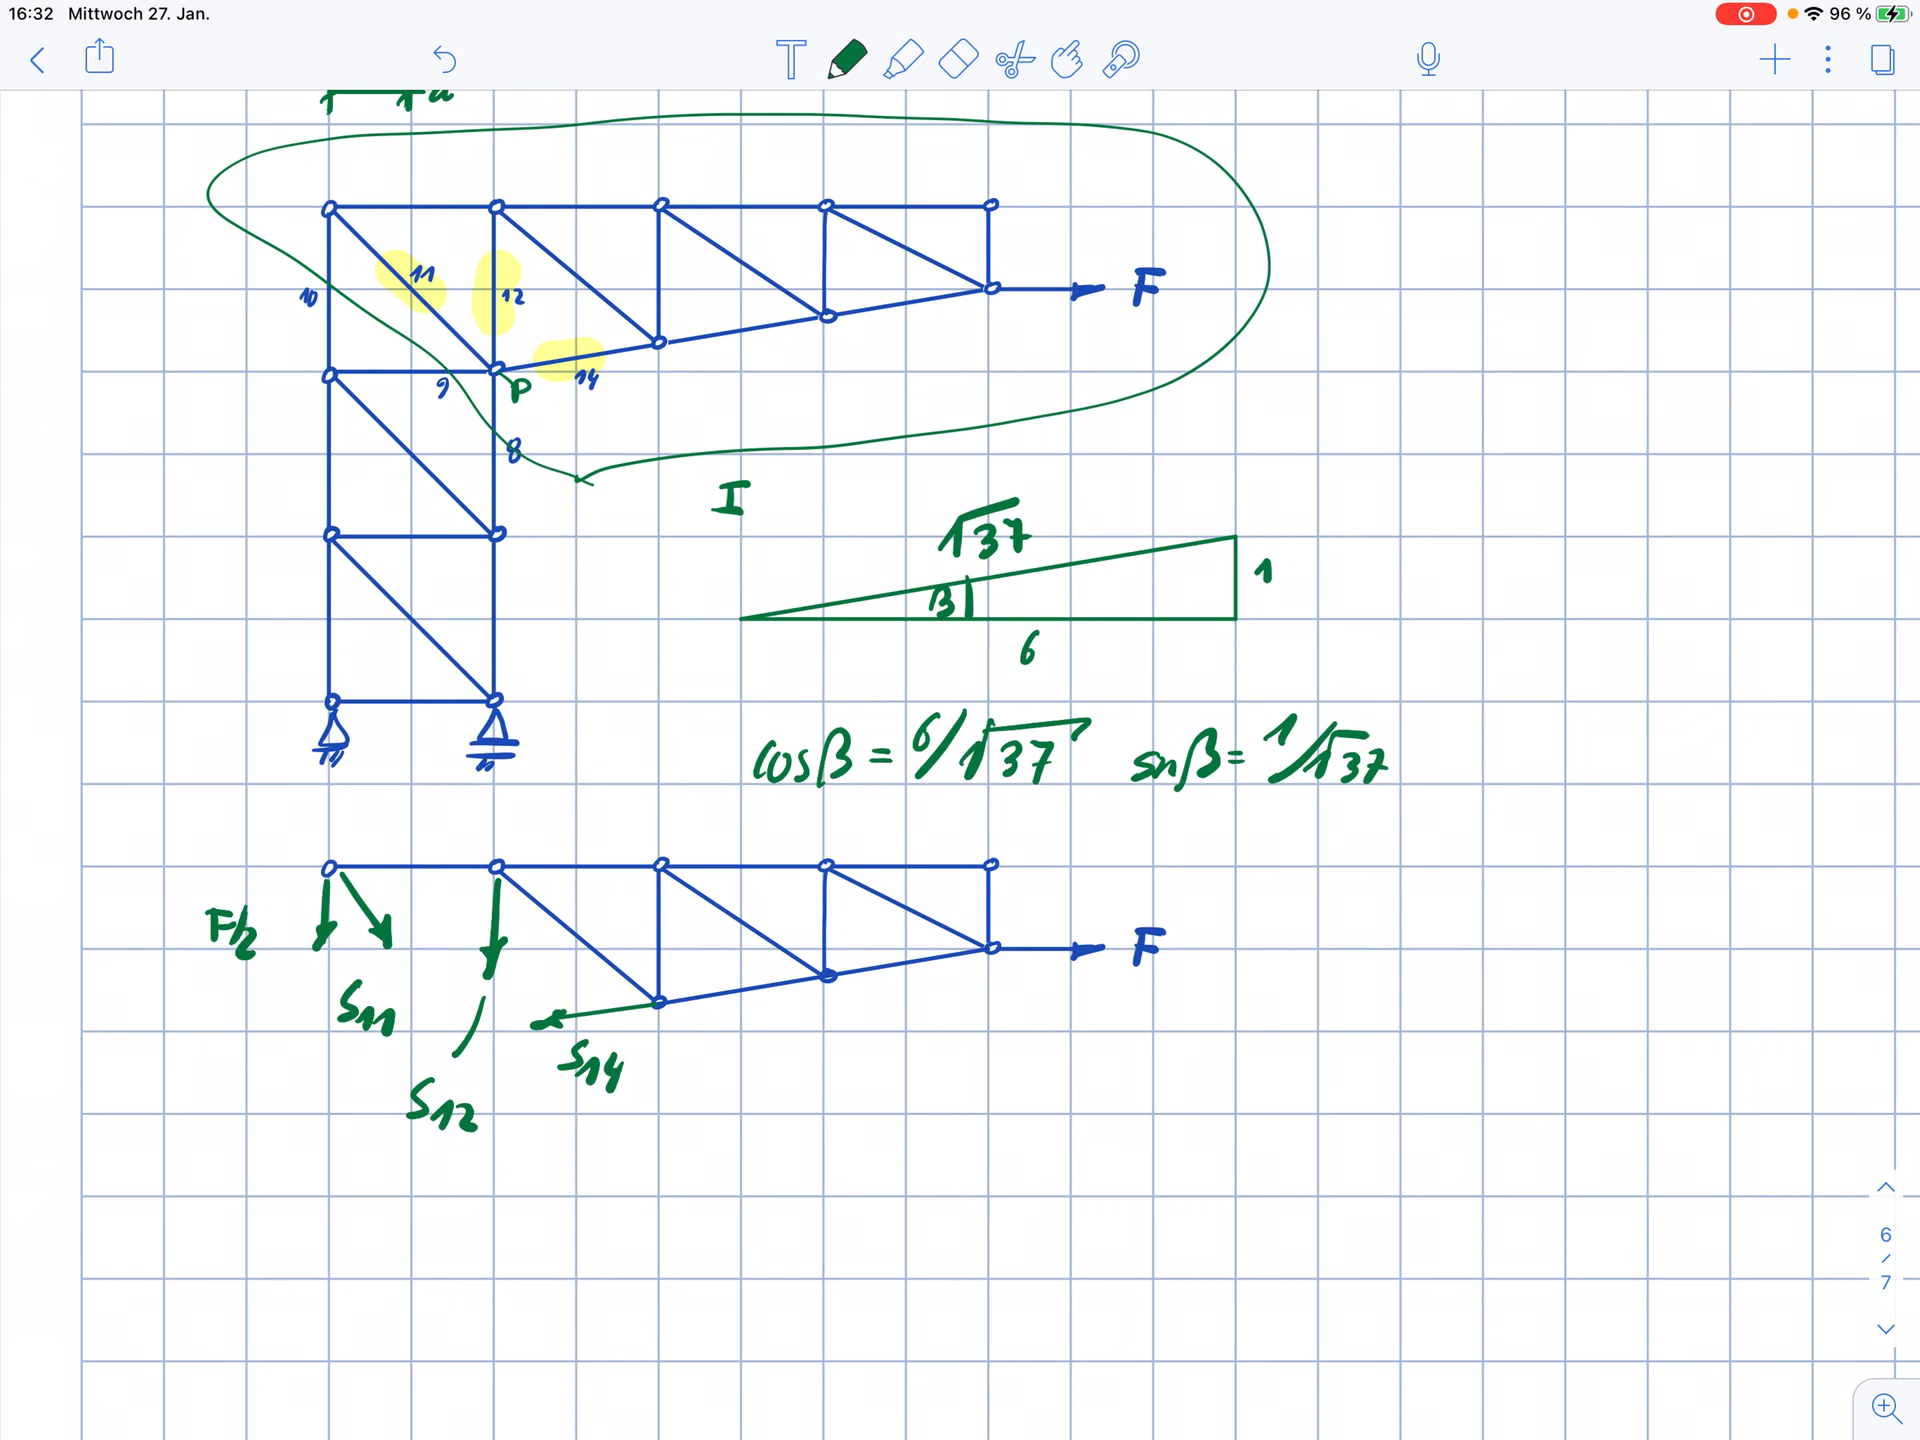 16:32 Mittwoch 27. Jan.
96 %
T
a
11
12
10
F
9
P
14
8
I
√37
1
β
6
cosβ = 6/√37 sinβ = 1/√37
F/2
F
S11
S14
S12
6
/
7